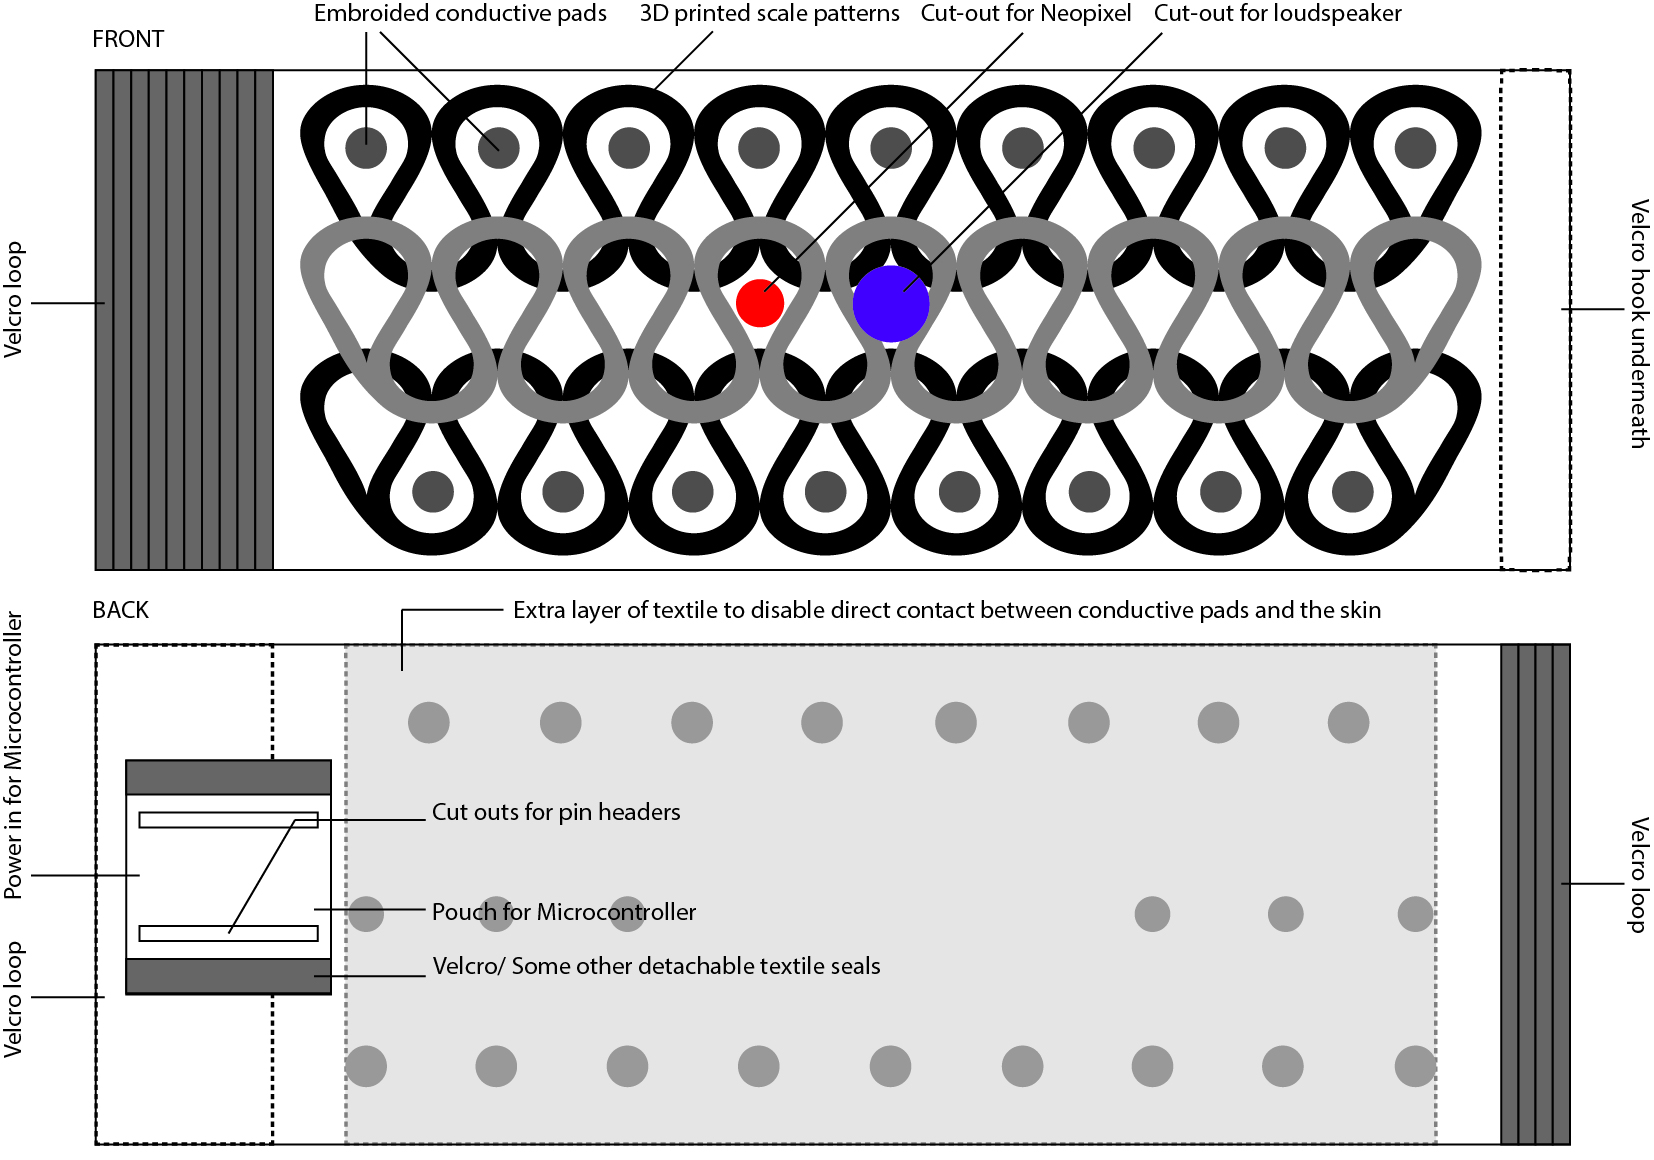 Embroided conductive pads
3D printed scale patterns
Cut-out for Neopixel
Cut-out for loudspeaker
FRONT
Velcro loop
Velcro hook underneath
BACK
Extra layer of textile to disable direct contact between conductive pads and the skin
Power in for Microcontroller
Cut outs for pin headers
Pouch for Microcontroller
Velcro/ Some other detachable textile seals
Velcro loop
Velcro loop